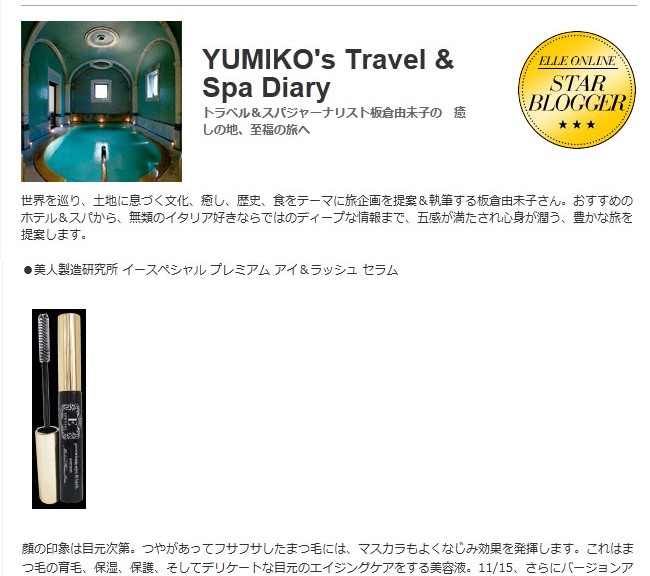 YUMIKO's Travel &
Spa Diary
トラベル＆スパジャーナリスト板倉由未子の　癒
しの地、至福の旅へ
ELLE ONLINE
STAR
BLOGGER
世界を巡り、土地に息づく文化、癒し、歴史、食をテーマに旅企画を提案＆執筆する板倉由未子さん。おすすめの
ホテル＆スパから、無類のイタリア好きならではのディープな情報まで、五感が満たされ心身が潤う、豊かな旅を
提案します。
●美人製造研究所 イースペシャル プレミアム アイ＆ラッシュ セラム
E
顔の印象は目元次第。つやがあってフサフサしたまつ毛には、マスカラもよくなじみ効果を発揮します。これはま
つ毛の育毛、保湿、保護、そしてデリケートな目元のエイジングケアをする美容液。11/15、さらにバージョンア